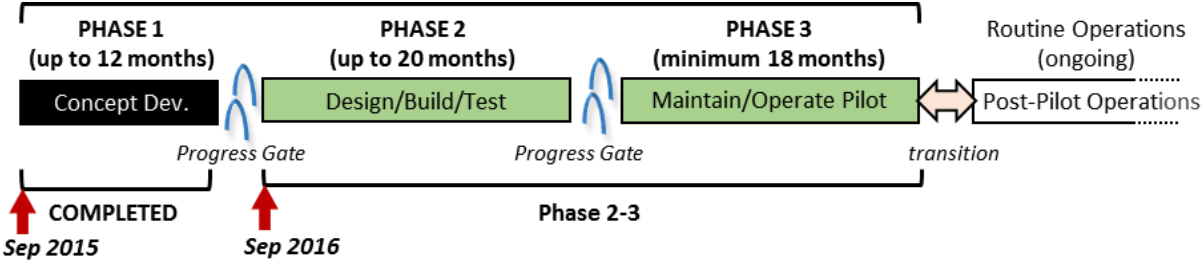 PHASE 1
(up to 12 months)
PHASE 2
(up to 20 months)
PHASE 3
(minimum 18 months)
Routine Operations
(ongoing)
Concept Dev.
Design/Build/Test
Maintain/Operate Pilot
Post-Pilot Operations
Progress Gate
Progress Gate
transition
COMPLETED
Phase 2-3
Sep 2015
Sep 2016